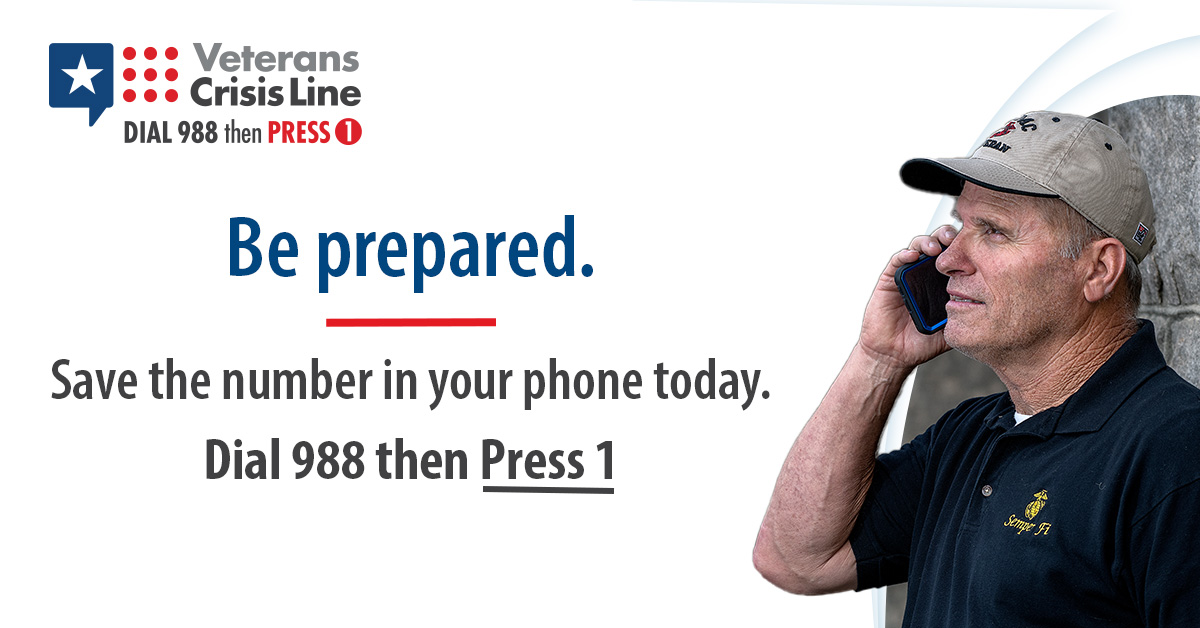 Veterans
Crisis Line
DIAL 988 then PRESS 1
Be prepared.
Save the number in your phone today.
Dial 988 then Press 1
Semper Fi